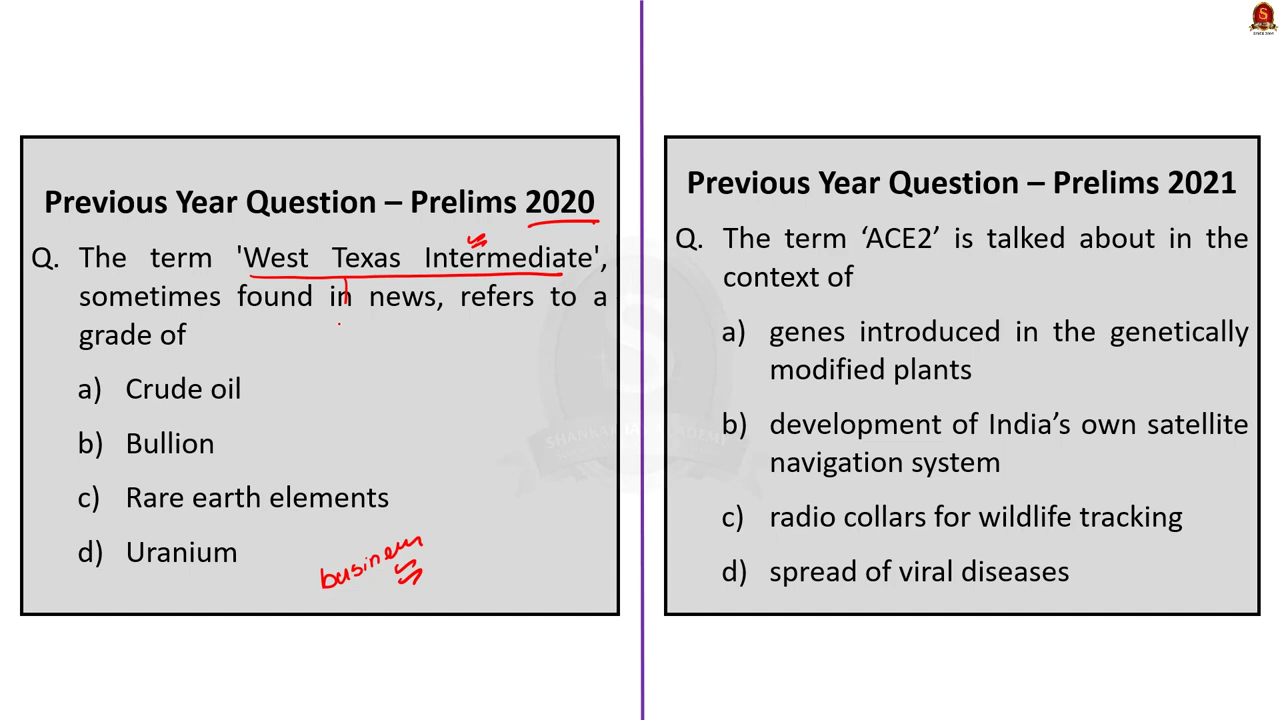 Previous Year Question – Prelims 2020
Q. The term 'West Texas Intermediate',
sometimes found in news, refers to a
grade of
a) Crude oil
b) Bullion
c) Rare earth elements
d) Uranium
business
Previous Year Question – Prelims 2021
Q. The term ‘ACE2’ is talked about in the
context of
a) genes introduced in the genetically
modified plants
b) development of India’s own satellite
navigation system
c) radio collars for wildlife tracking
d) spread of viral diseases
S